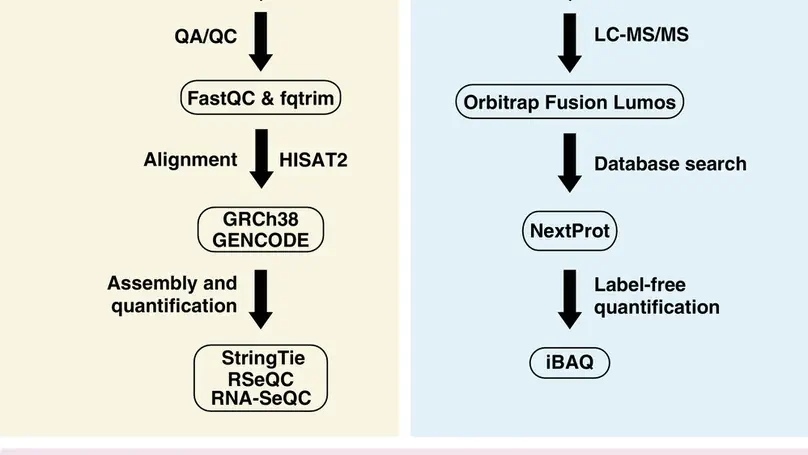 QA/QC
FastQC & fqtrim
Alignment
HISAT2
GRCh38
GENCODE
Assembly and
quantification
StringTie
RSeQC
RNA-SeQC
LC-MS/MS
Orbitrap Fusion Lumos
Database search
NextProt
Label-free
quantification
iBAQ